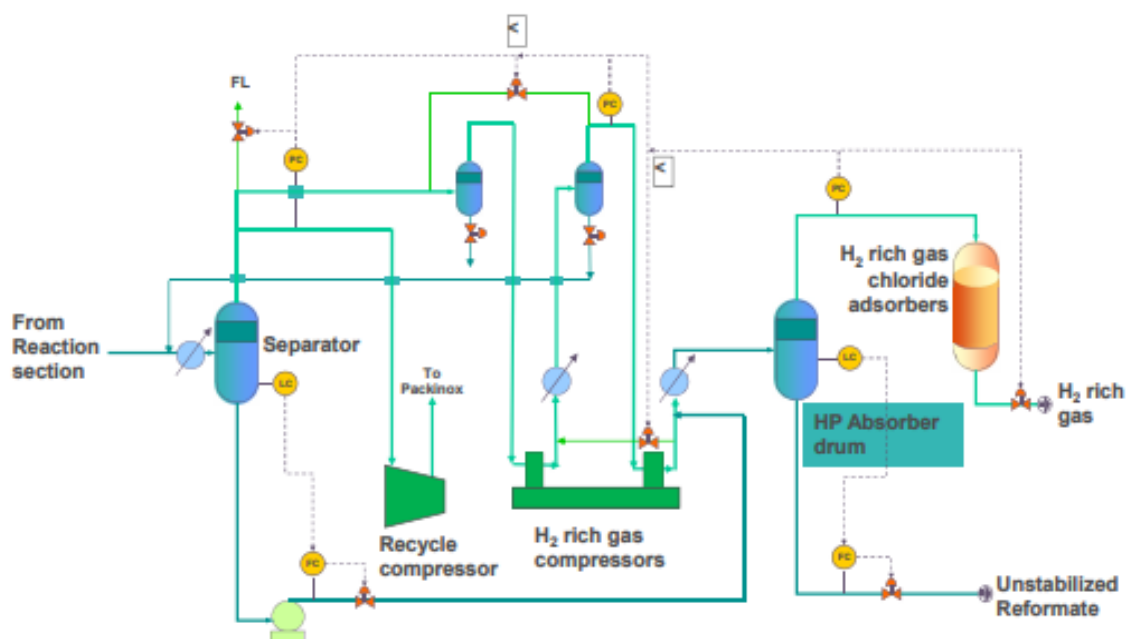 <
FL
PC
PC
<
PC
H2 rich gas
chloride
adsorbers
From
Reaction
section
Separator
LC
To
Packinox
LC
H2 rich
gas
HP Absorber
drum
Recycle
compressor
H2 rich gas
compressors
FC
FC
Unstabilized
Reformate